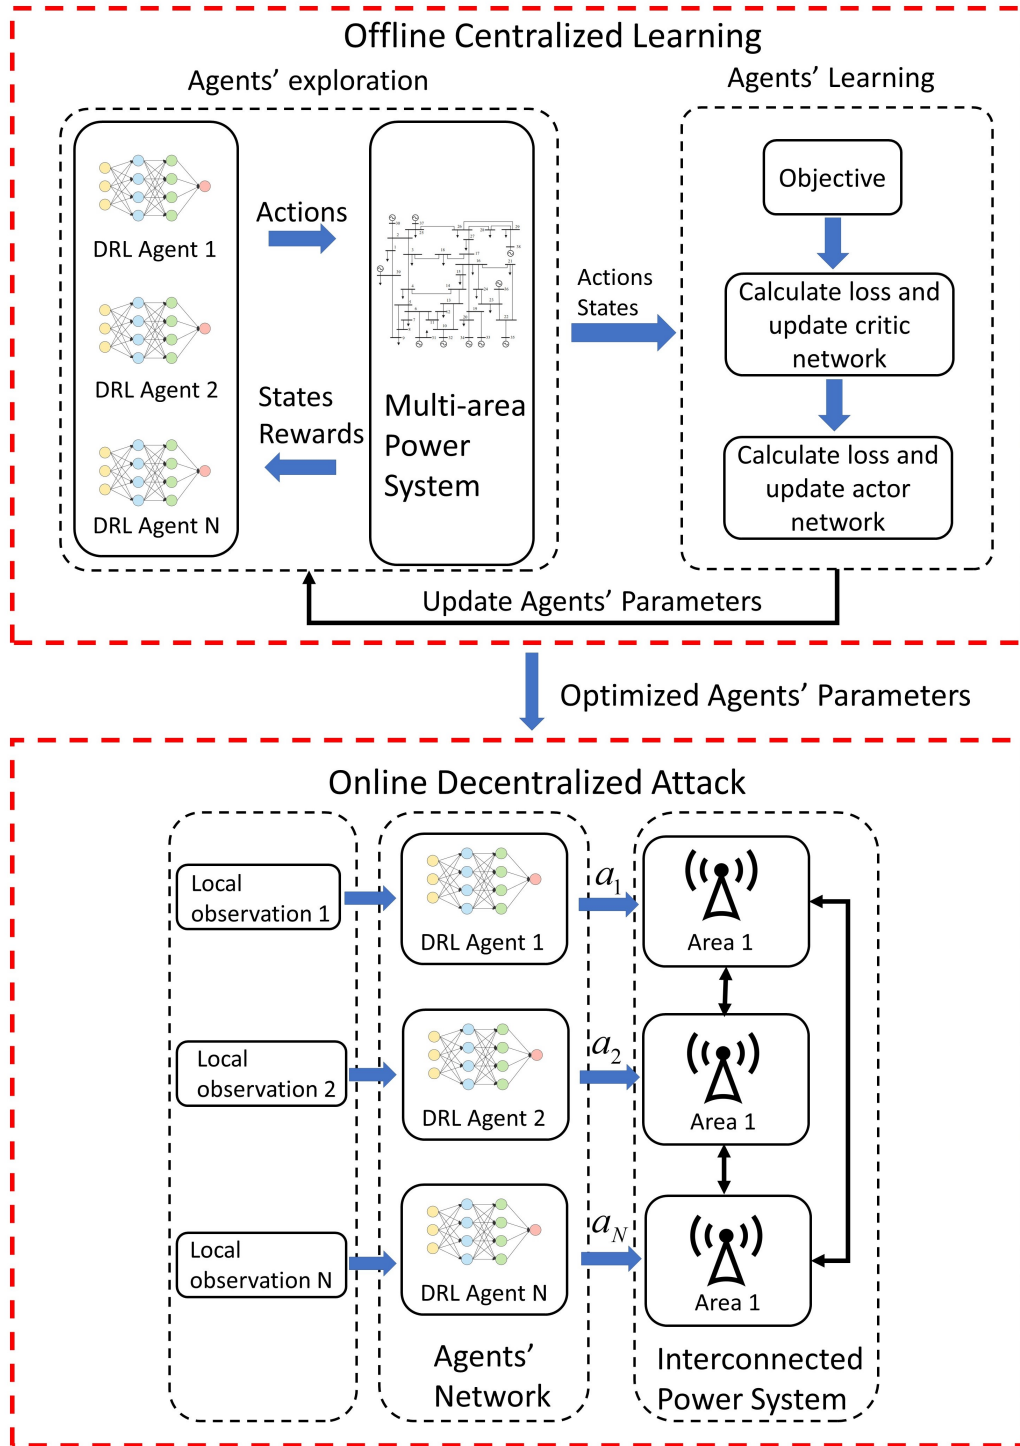 Offline Centralized Learning
Agents' exploration
Agents' Learning
DRL Agent 1
DRL Agent 2
DRL Agent N
Actions
States
Rewards
Multi-area
Power
System
Actions
States
Objective
Calculate loss and
update critic
network
Calculate loss and
update actor
network
Update Agents' Parameters
Optimized Agents' Parameters
Online Decentralized Attack
Local
observation 1
DRL Agent 1
a1
Area 1
Local
observation 2
DRL Agent 2
a2
Area 1
Local
observation N
DRL Agent N
aN
Area 1
Agents'
Network
Interconnected
Power System